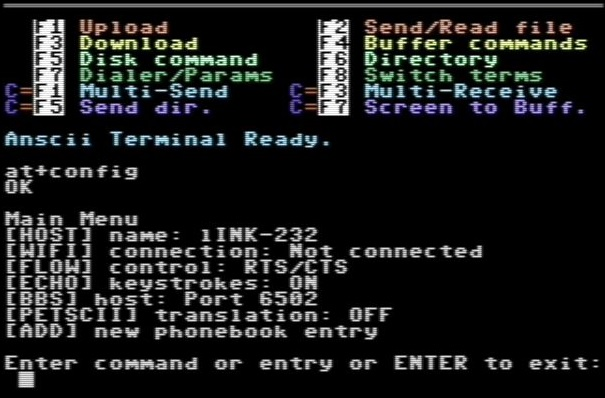 F1 Upload F2 Send/Read file
F3 Download F4 Buffer commands
F5 Disk command F6 Directory
F7 Dialer/Params F8 Switch terms
C=F1 Multi-Send C=F3 Multi-Receive
C=F5 Send dir. C=F7 Screen to Buff.
Anscii Terminal Ready.
at+config
OK
Main Menu
[HOST] name: lINK-232
[WIFI] connection: Not connected
[FLOW] control: RTS/CTS
[ECHO] keystrokes: ON
[BBS] host: Port 6502
[PETSCII] translation: OFF
[ADD] new phonebook entry
Enter command or entry or ENTER to exit: